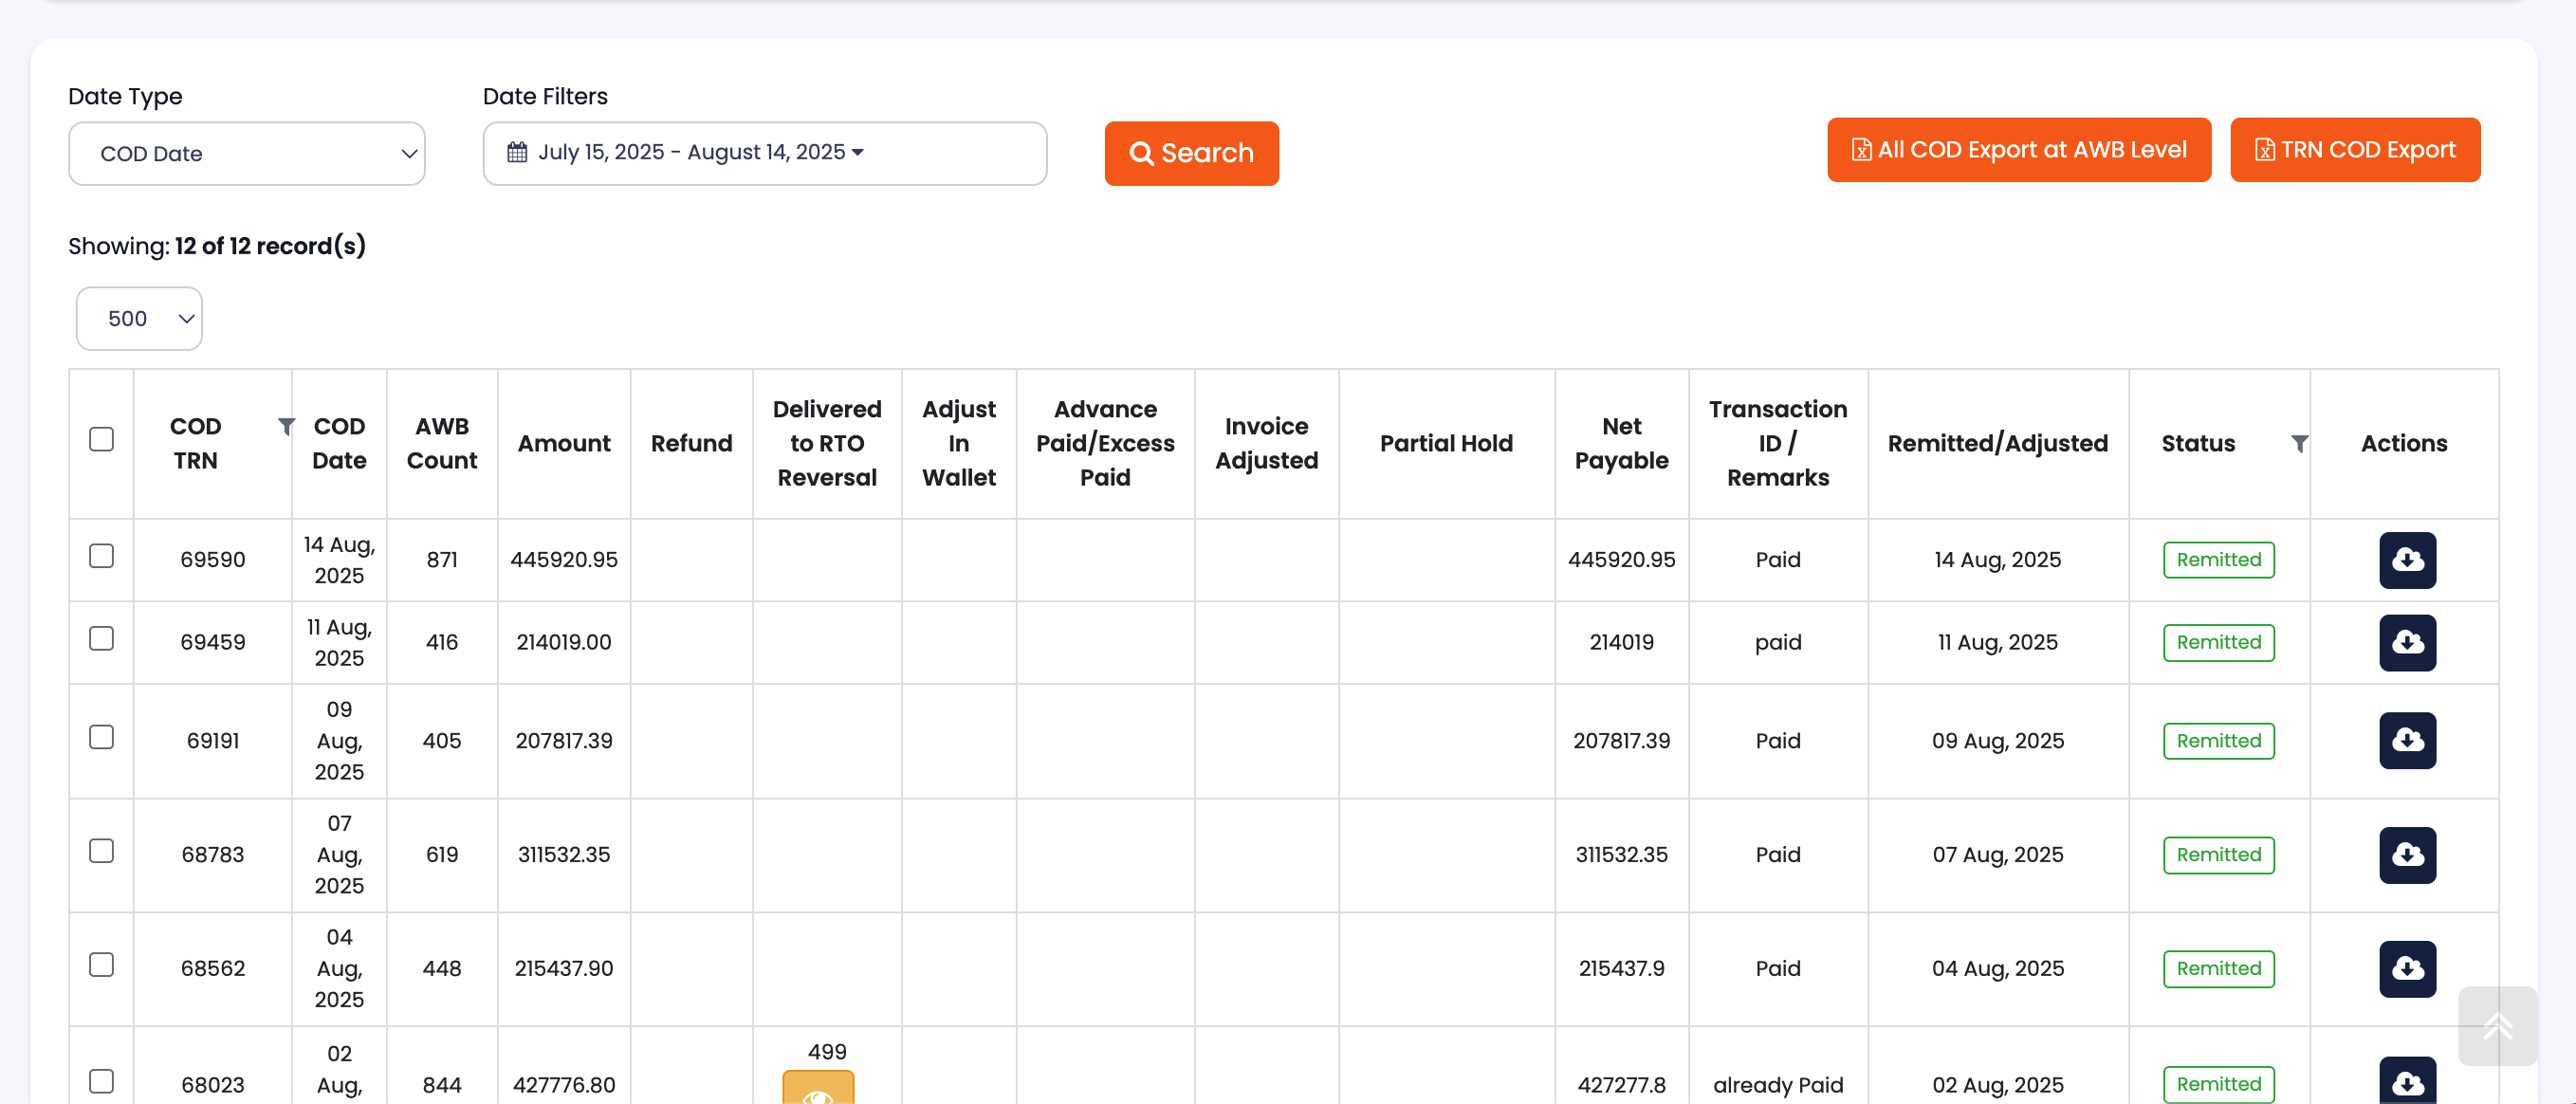 Date Type
Date Filters
COD Date
July 15, 2025 - August 14, 2025
Search
All COD Export at AWB Level
TRN COD Export
Showing: 12 of 12 record(s)
500
COD TRN
COD Date
AWB Count
Amount
Refund
Delivered to RTO Reversal
Adjust In Wallet
Advance Paid/Excess Paid
Invoice Adjusted
Partial Hold
Net Payable
Transaction ID / Remarks
Remitted/Adjusted
Status
Actions
69590 14 Aug, 2025 871 445920.95 445920.95 Paid 14 Aug, 2025 Remitted
69459 11 Aug, 2025 416 214019.00 214019 paid 11 Aug, 2025 Remitted
69191 09 Aug, 2025 405 207817.39 207817.39 Paid 09 Aug, 2025 Remitted
68783 07 Aug, 2025 619 311532.35 311532.35 Paid 07 Aug, 2025 Remitted
68562 04 Aug, 2025 448 215437.90 215437.9 Paid 04 Aug, 2025 Remitted
68023 02 Aug, 844 427776.80 499 427277.8 already Paid 02 Aug, 2025 Remitted